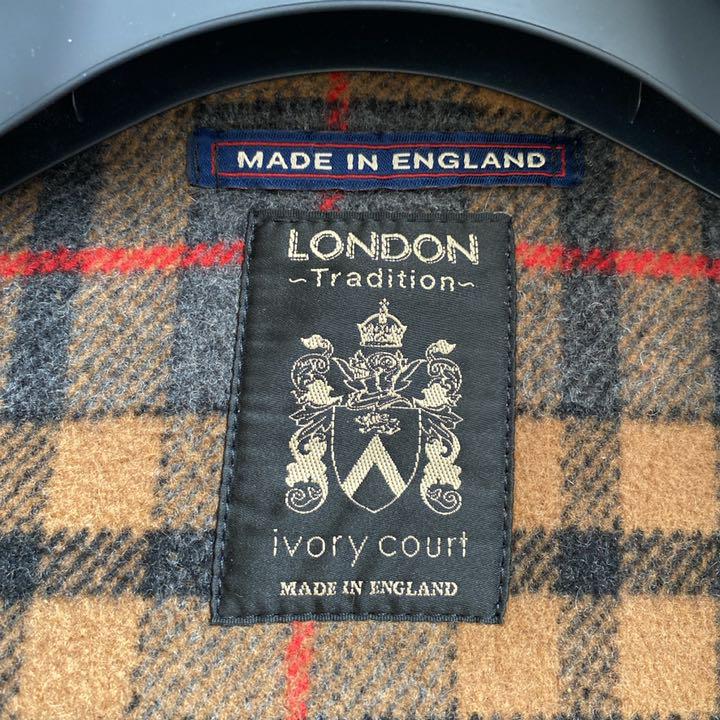 MADE IN ENGLAND
LONDON
~Tradition~
ivory court
MADE IN ENGLAND